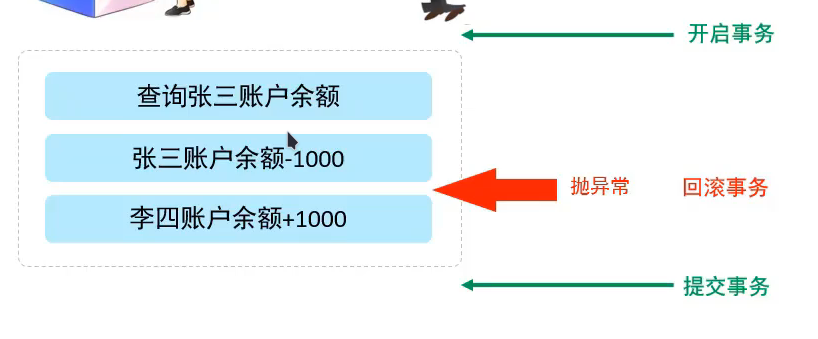 开启事务
查询张三账户余额
张三账户余额-1000
抛异常 回滚事务
李四账户余额+1000
提交事务